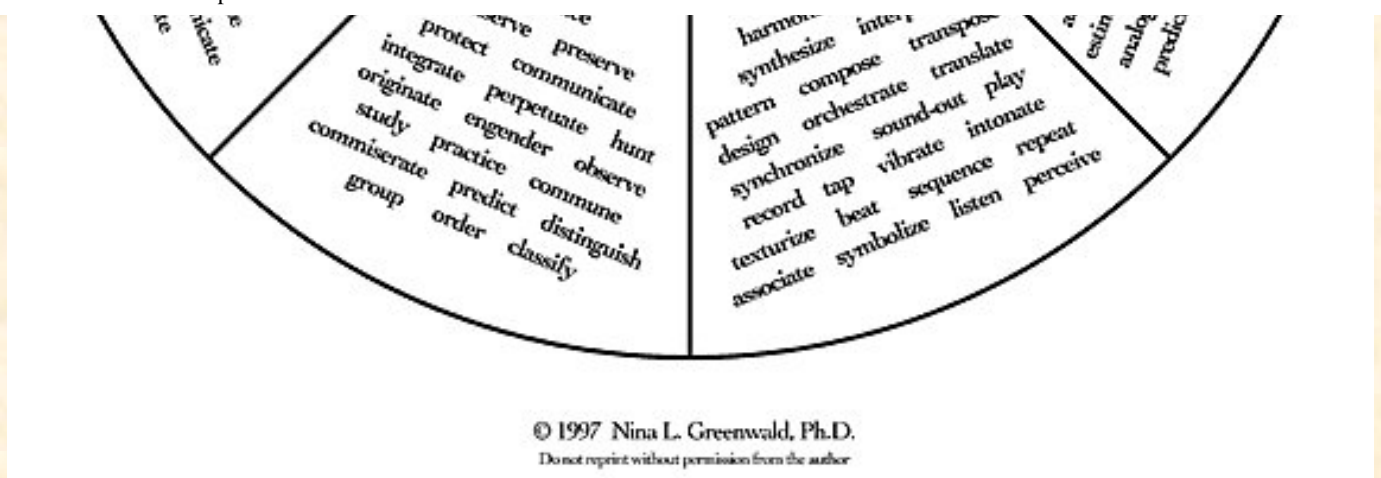 preserve
protect communicate
integrate perpetuate hunt
originate engender observe
study practice commune
commiserate predict distinguish
group order classify
synthesize
pattern compose
design orchestrate translate
synchronize sound-out play
record tap vibrate intonate
texturize beat sequence repeat
associate symbolize listen perceive
© 1997 Nina L. Greenwald, Ph.D.
Do not reprint without permission from the author